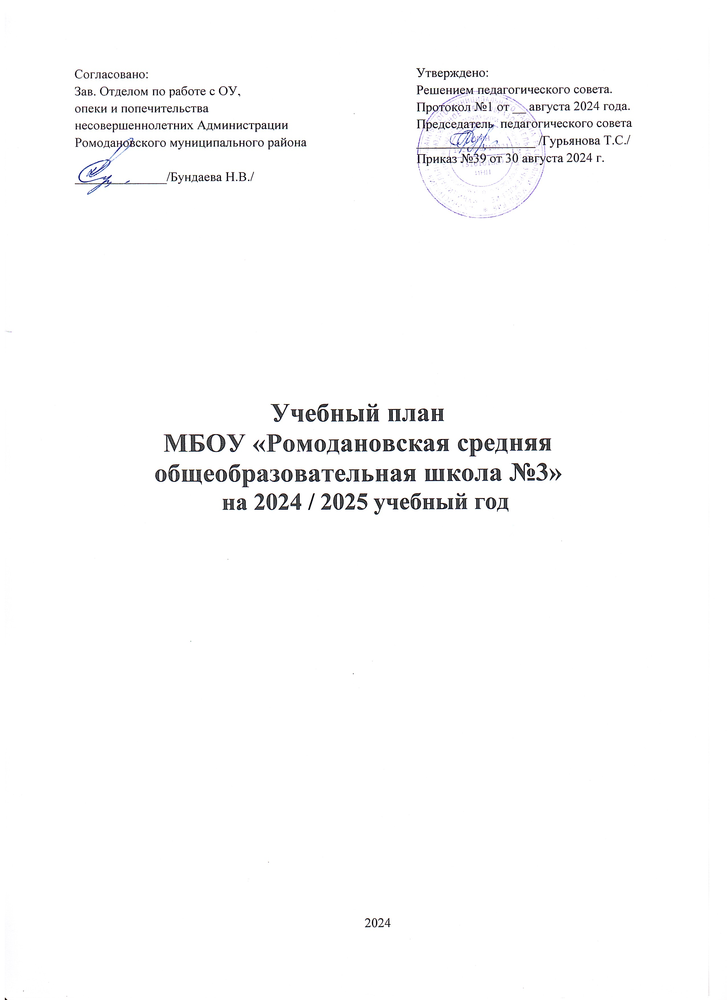 Согласовано:
Зав. Отделом по работе с ОУ,
опеки и попечительства
несовершеннолетних Администрации
Ромодановского муниципального района
/Бундаева Н.В./
Утверждено:
Решением педагогического совета.
Протокол №1 от __ августа 2024 года.
Председатель педагогического совета
/Гурьянова Т.С./
Приказ №39 от 30 августа 2024 г.
ИНН
Учебный план
МБОУ «Ромодановская средняя
общеобразовательная школа №3»
на 2024 / 2025 учебный год
2024